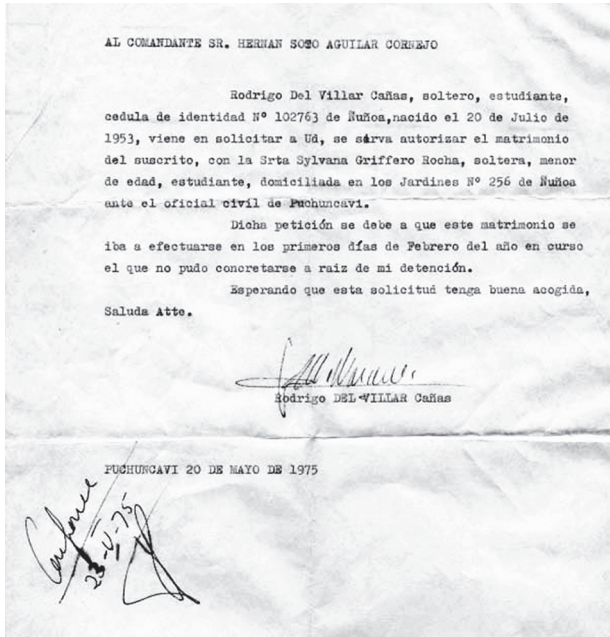 AL COMANDANTE SR. HERNAN SOTO AGUILAR CORNEJO
Rodrigo Del Villar Cañas, soltero, estudiante,
cedula de identidad Nº 102763 de Ñuñoa,nacido el 20 de Julio de
1953, viene en solicitar a Ud, se sirva autorizar el matrimonio
del suscrito, con la Srta Sylvana Griffero Rocha, soltera, menor
de edad, estudiante, domiciliada en los Jardines Nº 256 de Ñuñoa
ante el oficial civil de Puchuncavi.
Dicha petición se debe a que este matrimonio se
iba a efectuarse en los primeros días de Febrero del año en curso
el que no pudo concretarse a raiz de mi detención.
Esperando que esta solicitud tenga buena acogida,
Saluda Atte.
Rodrigo DEL VILLAR Cañas
PUCHUNCAVI 20 DE MAYO DE 1975
Conforme
23-V-75